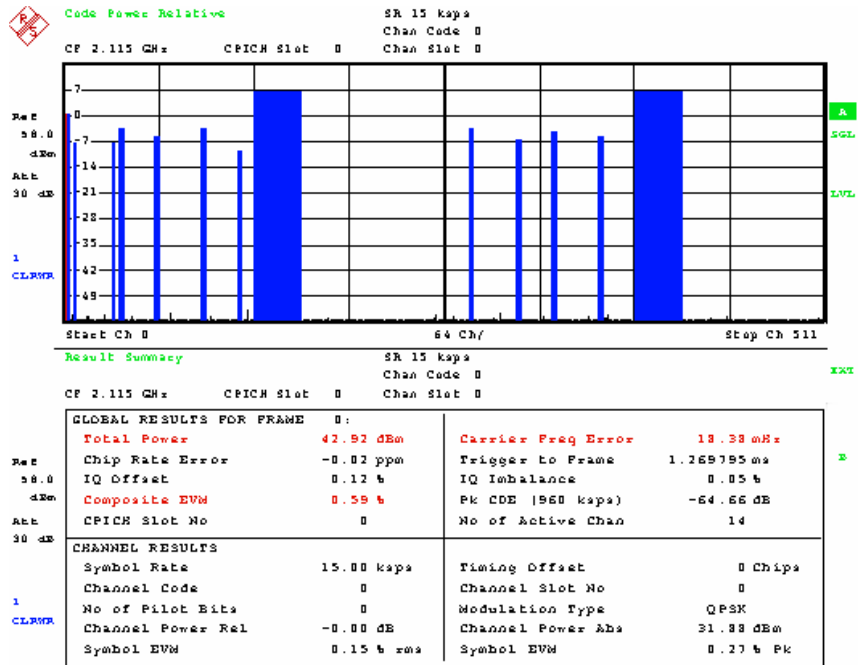 R S
Code Power Relative SR 15 ksps
Chan Code 0
CF 2.115 GHz CPICH Slot 0 Chan Slot 0
7
0
-7
-14
-21
-28
-35
-42
-49
Ref
58.0
dBm
Att
30 dB
1
CLRWR
A
SGL
LVL
Start Ch 0 64 Ch/ Stop Ch 511
Result Summary SR 15 ksps
Chan Code 0
CF 2.115 GHz CPICH Slot 0 Chan Slot 0
EXT
B
Ref
58.0
dBm
Att
30 dB
1
CLRWR
GLOBAL RESULTS FOR FRAME 0:
Total Power 42.92 dBm Carrier Freq Error 18.38 mHz
Chip Rate Error -0.02 ppm Trigger to Frame 1.269795 ms
IQ Offset 0.12 % IQ Imbalance 0.05 %
Composite EVM 0.59 % Pk CDE (960 ksps) -64.66 dB
CPICH Slot No 0 No of Active Chan 14
CHANNEL RESULTS
Symbol Rate 15.00 ksps Timing Offset 0 Chips
Channel Code 0 Channel Slot No 0
No of Pilot Bits 0 Modulation Type QPSK
Channel Power Rel -0.00 dB Channel Power Abs 31.88 dBm
Symbol EVM 0.15 % rms Symbol EVM 0.27 % Pk